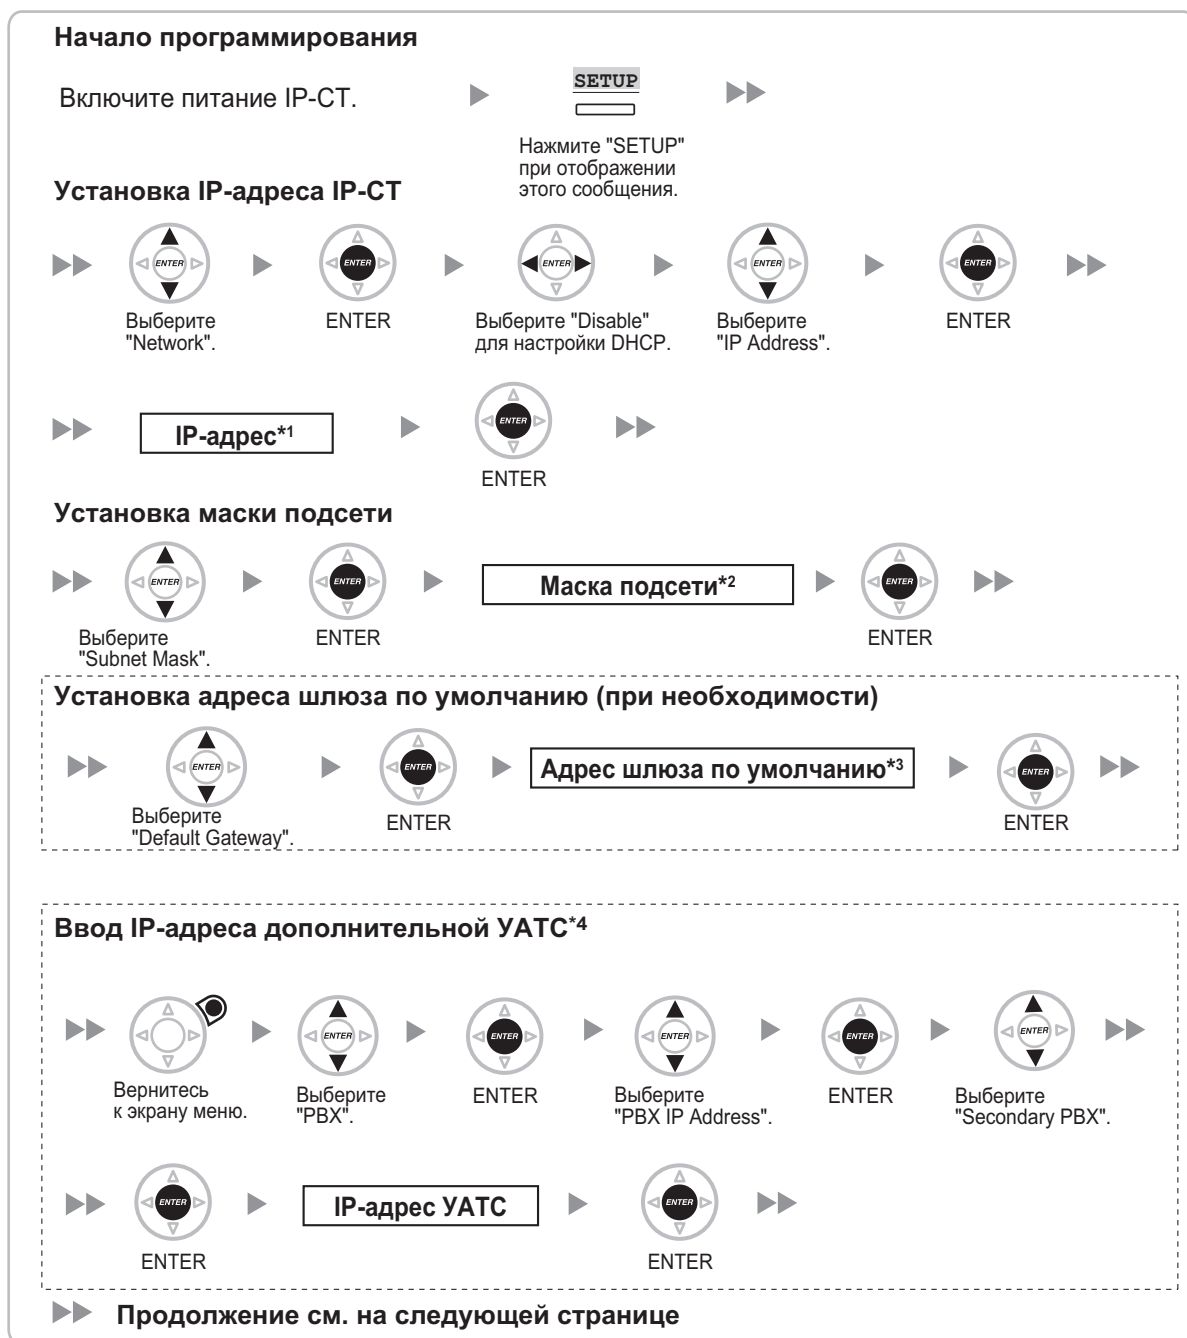 Начало программирования
Включите питание IP-CT.
SETUP
Нажмите "SETUP"
при отображении
этого сообщения.
Установка IP-адреса IP-CT
ENTER
ENTER
ENTER
ENTER
ENTER
Выберите
"Network".
ENTER
Выберите "Disable"
для настройки DHCP.
Выберите
"IP Address".
ENTER
IP-адрес*1
ENTER
ENTER
Установка маски подсети
ENTER
ENTER
Маска подсети*2
ENTER
Выберите
"Subnet Mask".
ENTER
ENTER
Установка адреса шлюза по умолчанию (при необходимости)
ENTER
ENTER
Адрес шлюза по умолчанию*3
ENTER
Выберите
"Default Gateway".
ENTER
ENTER
Ввод IP-адреса дополнительной УАТС*4
ENTER
ENTER
ENTER
ENTER
ENTER
Вернитесь
к экрану меню.
Выберите
"PBX".
ENTER
Выберите
"PBX IP Address".
ENTER
Выберите
"Secondary PBX".
ENTER
IP-адрес УАТС
ENTER
ENTER
ENTER
Продолжение см. на следующей странице